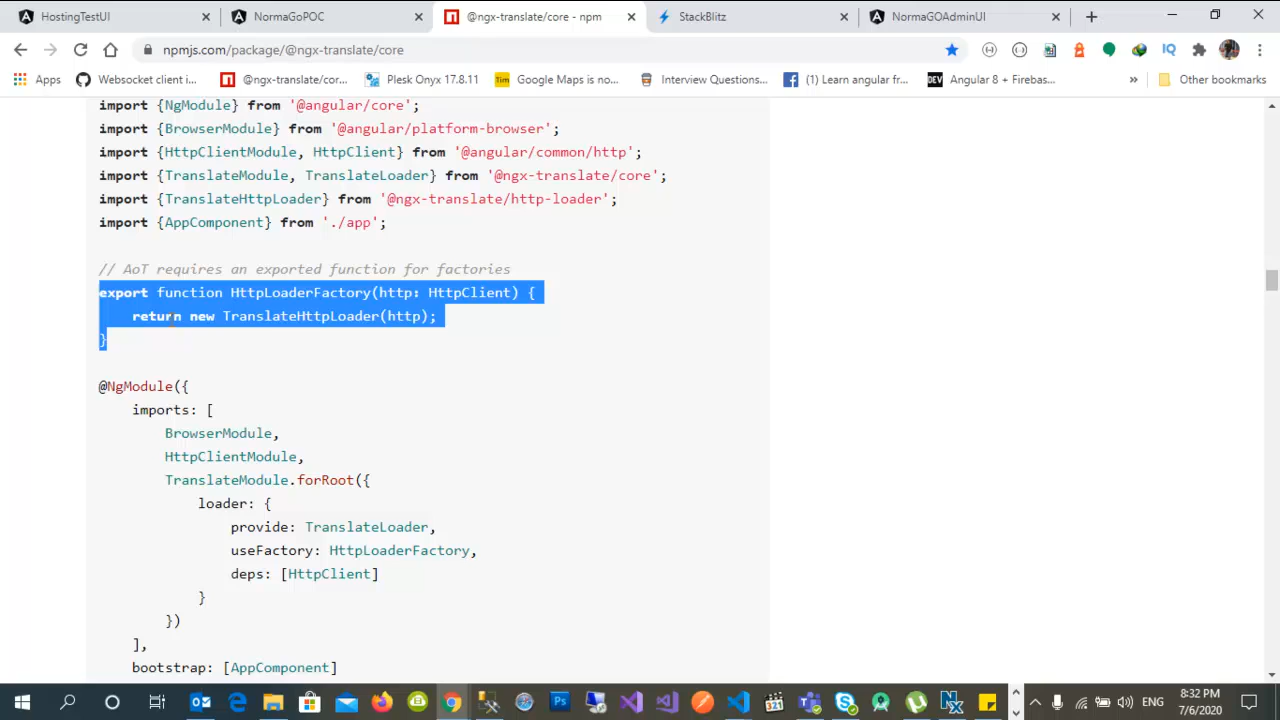 HostingTestUI
NormaGoPOC
@ngx-translate/core - npm
StackBlitz
NormaGOAdminUI
npmjs.com/package/@ngx-translate/core
Apps
Websocket client i...
@ngx-translate/cor...
Plesk Onyx 17.8.11
Google Maps is no...
Interview Questions...
(1) Learn angular fr...
Angular 8 + Firebas...
Other bookmarks
import {NgModule} from '@angular/core';
import {BrowserModule} from '@angular/platform-browser';
import {HttpClientModule, HttpClient} from '@angular/common/http';
import {TranslateModule, TranslateLoader} from '@ngx-translate/core';
import {TranslateHttpLoader} from '@ngx-translate/http-loader';
import {AppComponent} from './app';
// AoT requires an exported function for factories
export function HttpLoaderFactory(http: HttpClient) {
return new TranslateHttpLoader(http);
}
@NgModule({
imports: [
BrowserModule,
HttpClientModule,
TranslateModule.forRoot({
loader: {
provide: TranslateLoader,
useFactory: HttpLoaderFactory,
deps: [HttpClient]
}
})
],
bootstrap: [AppComponent]
ENG
8:32 PM
7/6/2020